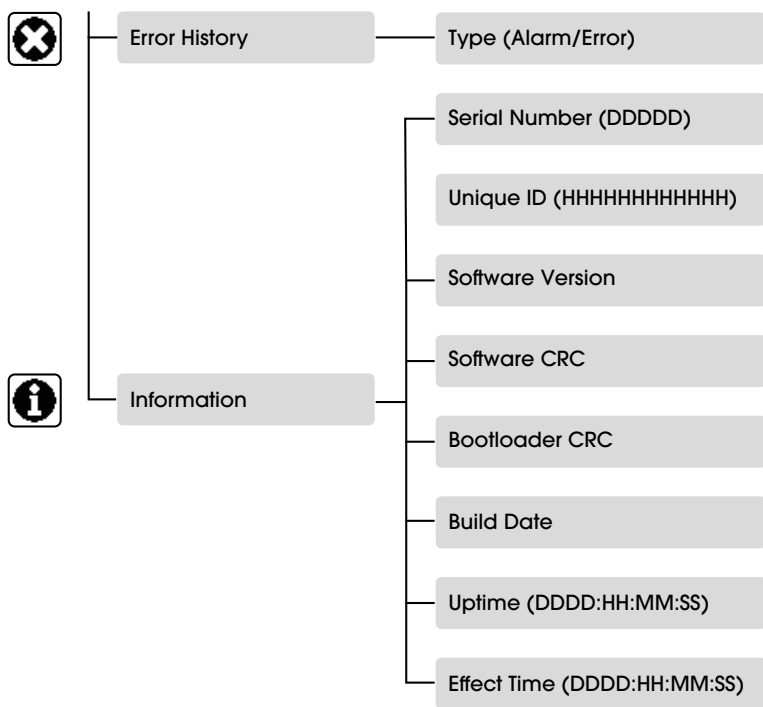 Error History
Type (Alarm/Error)
Serial Number (DDDDD)
Unique ID (HHHHHHHHHHHH)
Software Version
Software CRC
Information
Bootloader CRC
Build Date
Uptime (DDDD:HH:MM:SS)
Effect Time (DDDD:HH:MM:SS)